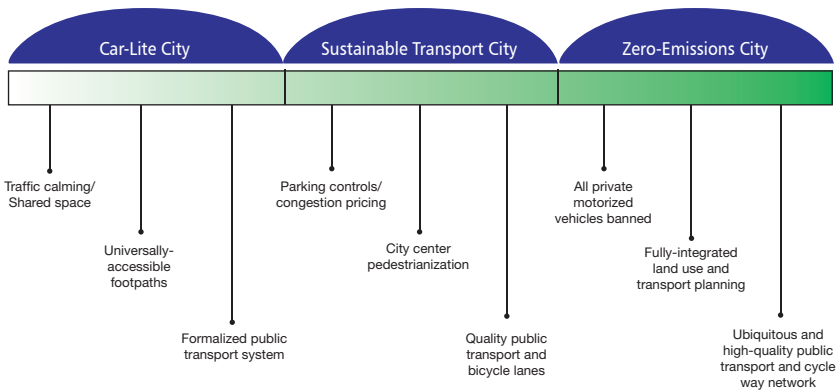 Car-Lite City
Sustainable Transport City
Zero-Emissions City
Traffic calming/
Shared space
Universally-
accessible
footpaths
Formalized public
transport system
Parking controls/
congestion pricing
City center
pedestrianization
Quality public
transport and
bicycle lanes
All private
motorized
vehicles banned
Fully-integrated
land use and
transport planning
Ubiquitous and
high-quality public
transport and cycle
way network